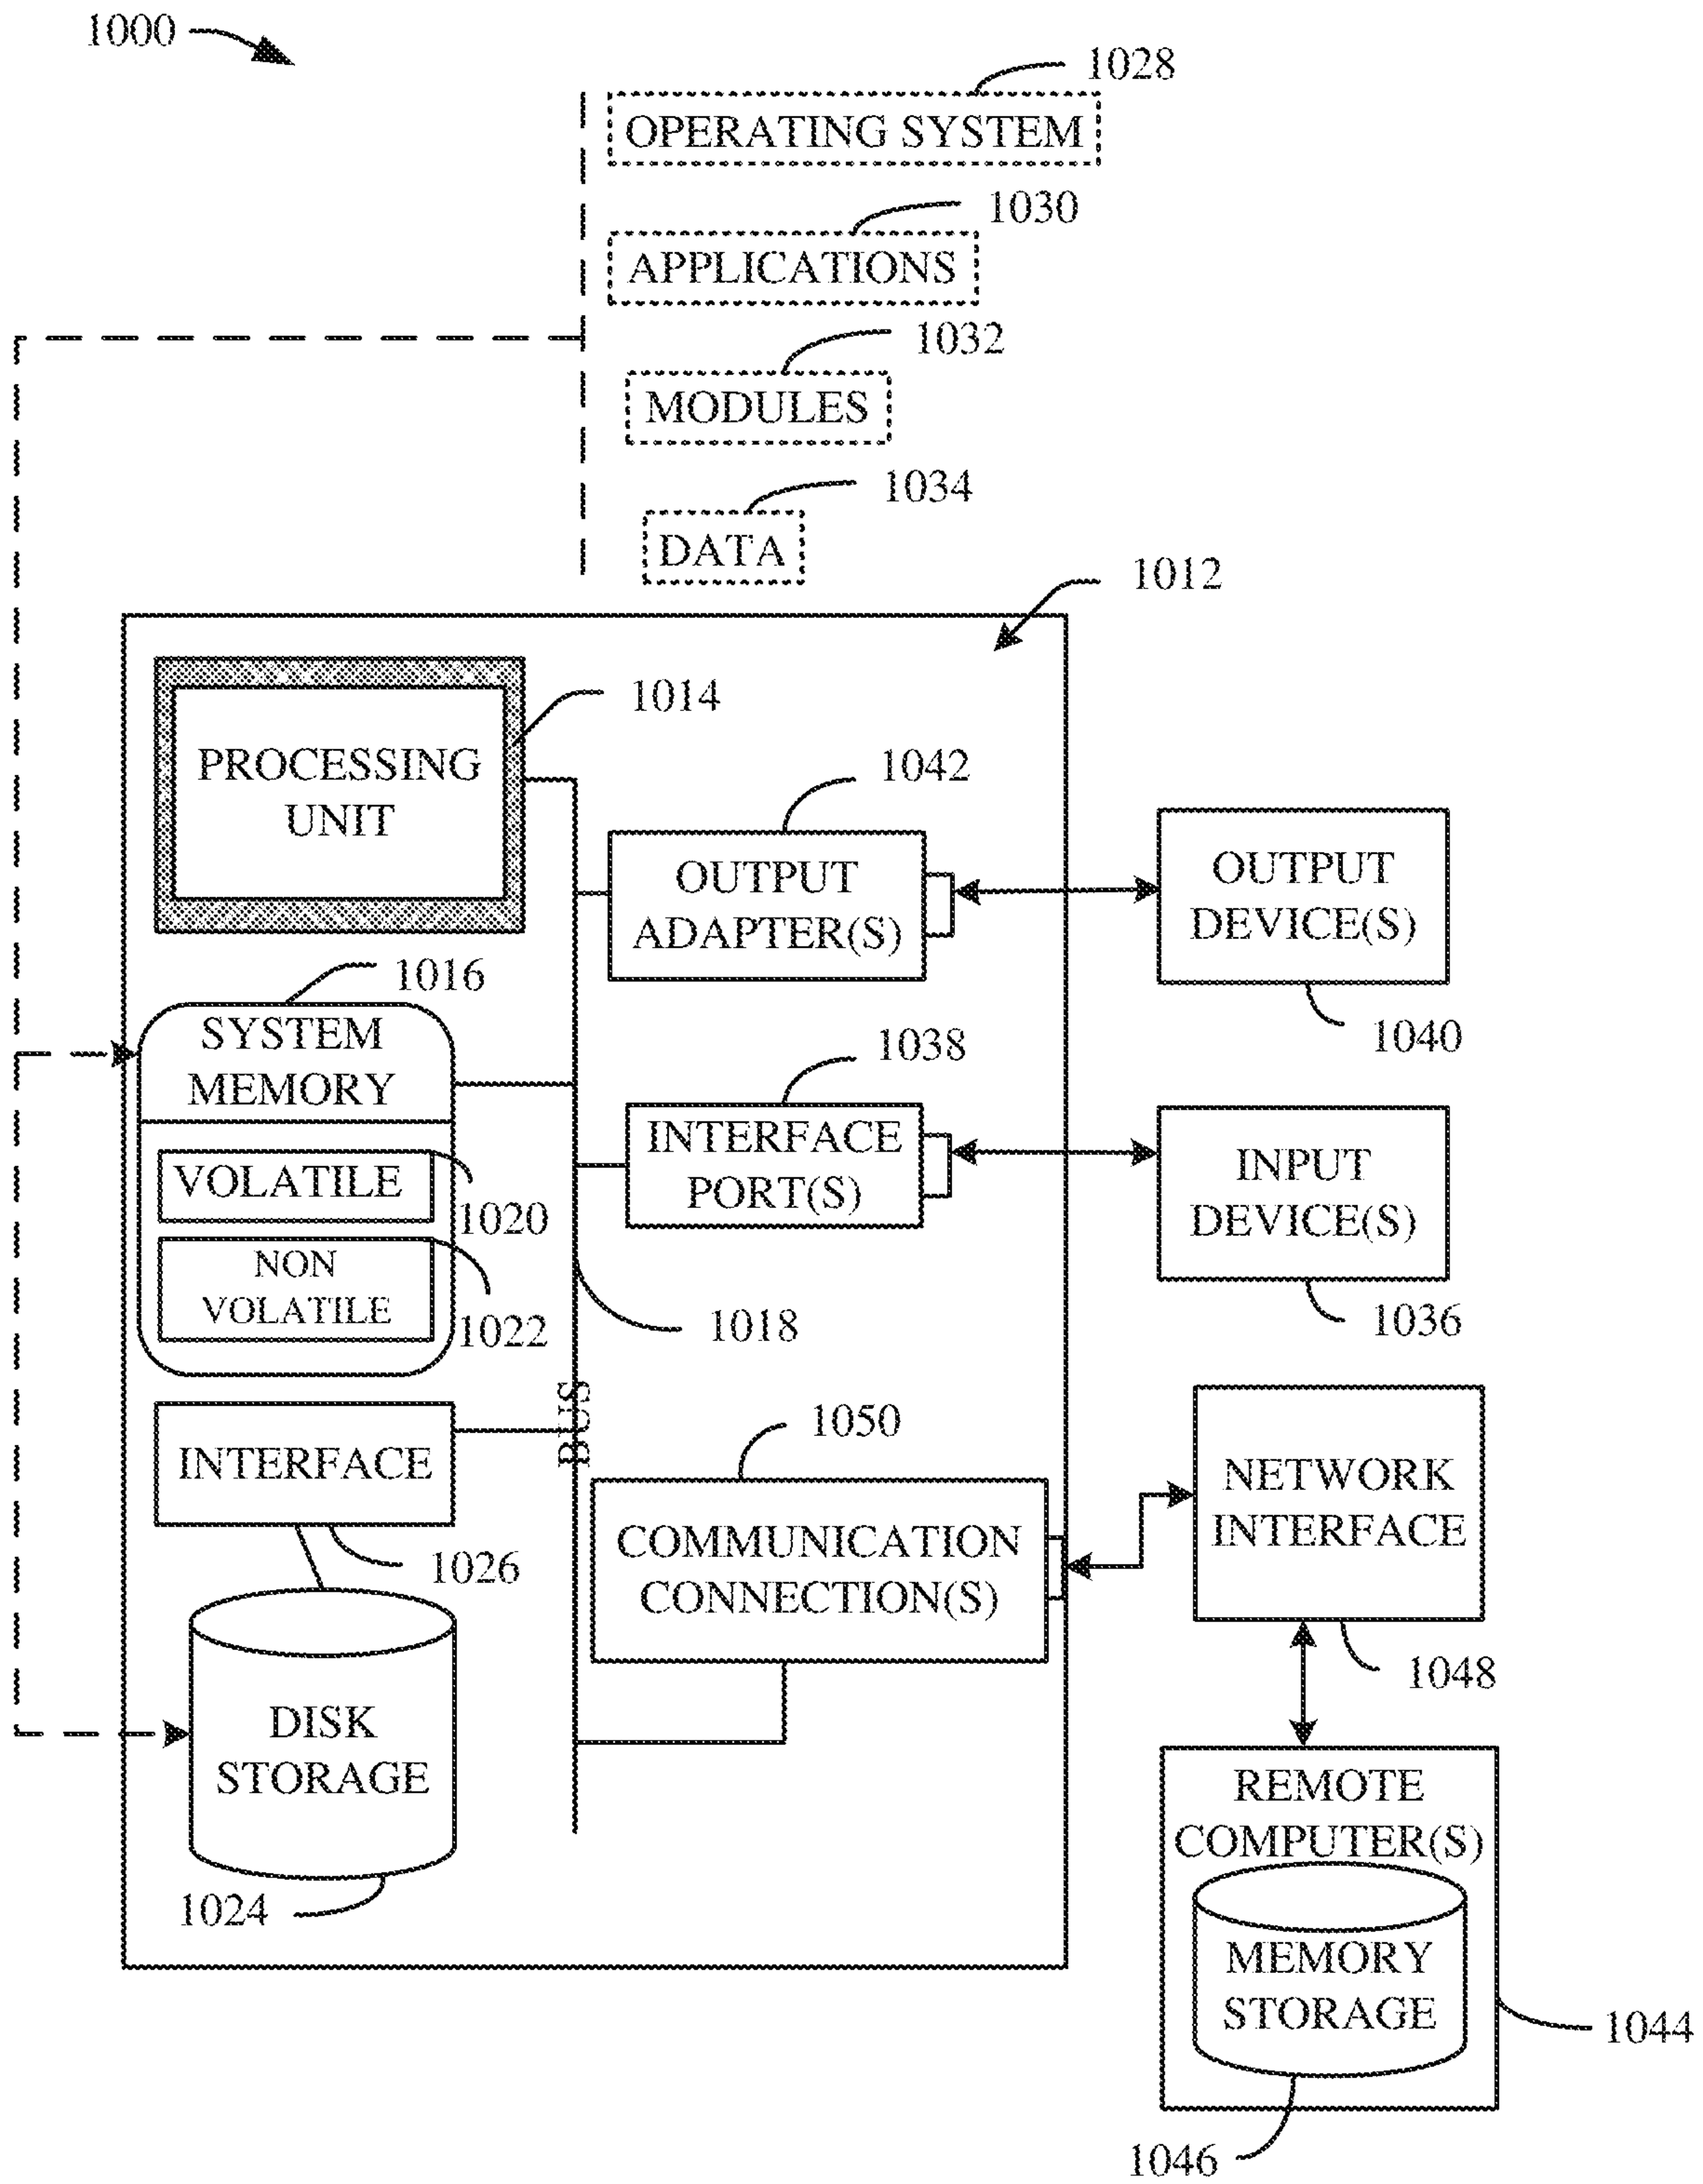 1000
1028
OPERATING SYSTEM
1030
APPLICATIONS
1032
MODULES
1034
DATA
1012
1014
PROCESSING
UNIT
1042
OUTPUT
ADAPTER(S)
OUTPUT
DEVICE(S)
1040
1016
SYSTEM
MEMORY
VOLATILE
1020
NON
VOLATILE
1022
1038
INTERFACE
PORT(S)
INPUT
DEVICE(S)
1036
1018
BUS
INTERFACE
1026
1050
COMMUNICATION
CONNECTION(S)
NETWORK
INTERFACE
1048
DISK
STORAGE
1024
REMOTE
COMPUTER(S)
MEMORY
STORAGE
1044
1046